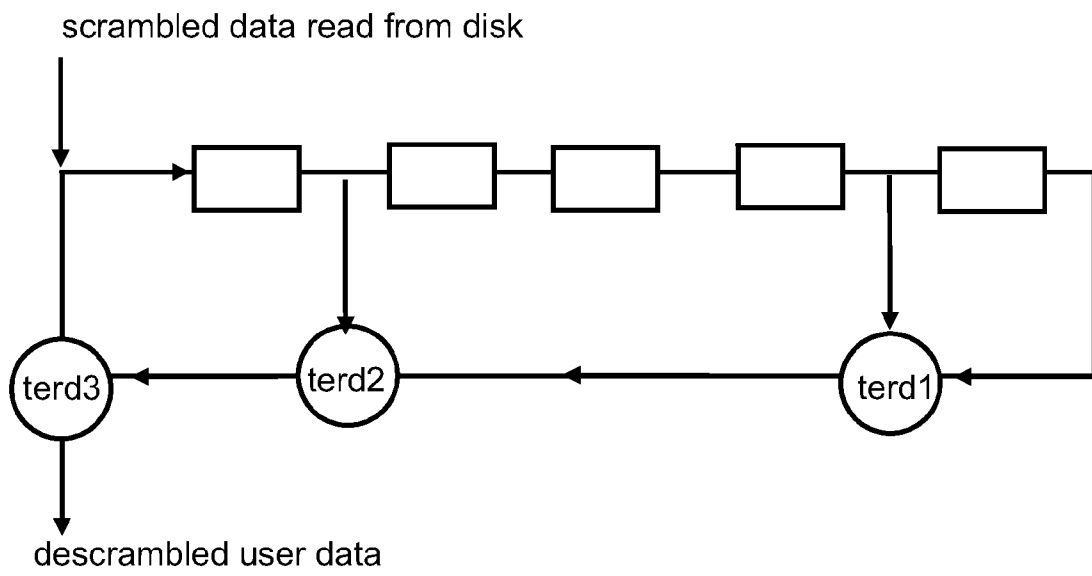 scrambled data read from disk
terd3
terd2
terd1
descrambled user data